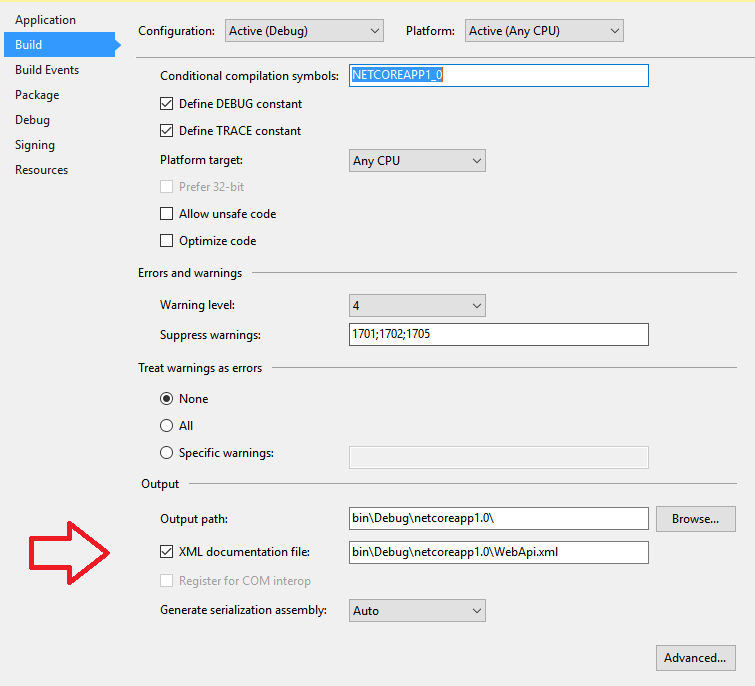 Application
Build
Build Events
Package
Debug
Signing
Resources
Configuration: Active (Debug) Platform: Active (Any CPU)
Conditional compilation symbols: NETCOREAPP1_0
Define DEBUG constant
Define TRACE constant
Platform target: Any CPU
Prefer 32-bit
Allow unsafe code
Optimize code
Errors and warnings
Warning level: 4
Suppress warnings: 1701;1702;1705
Treat warnings as errors
None
All
Specific warnings:
Output
Output path: bin\Debug\netcoreapp1.0\ Browse...
XML documentation file: bin\Debug\netcoreapp1.0\WebApi.xml
Register for COM interop
Generate serialization assembly: Auto
Advanced...